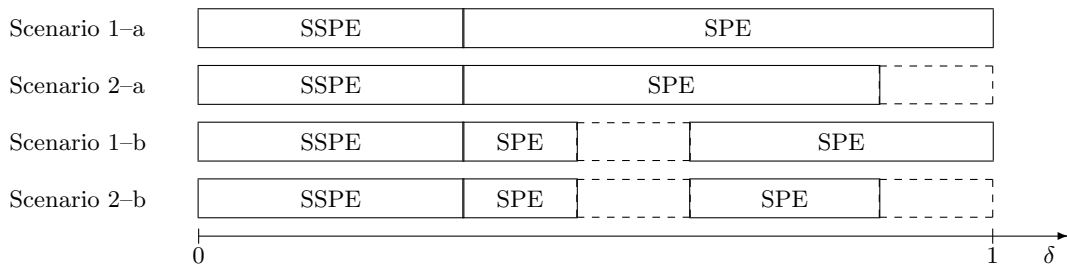 Scenario 1–a SSPE SPE
Scenario 2–a SSPE SPE
Scenario 1–b SSPE SPE SPE
Scenario 2–b SSPE SPE SPE
0 1 δ